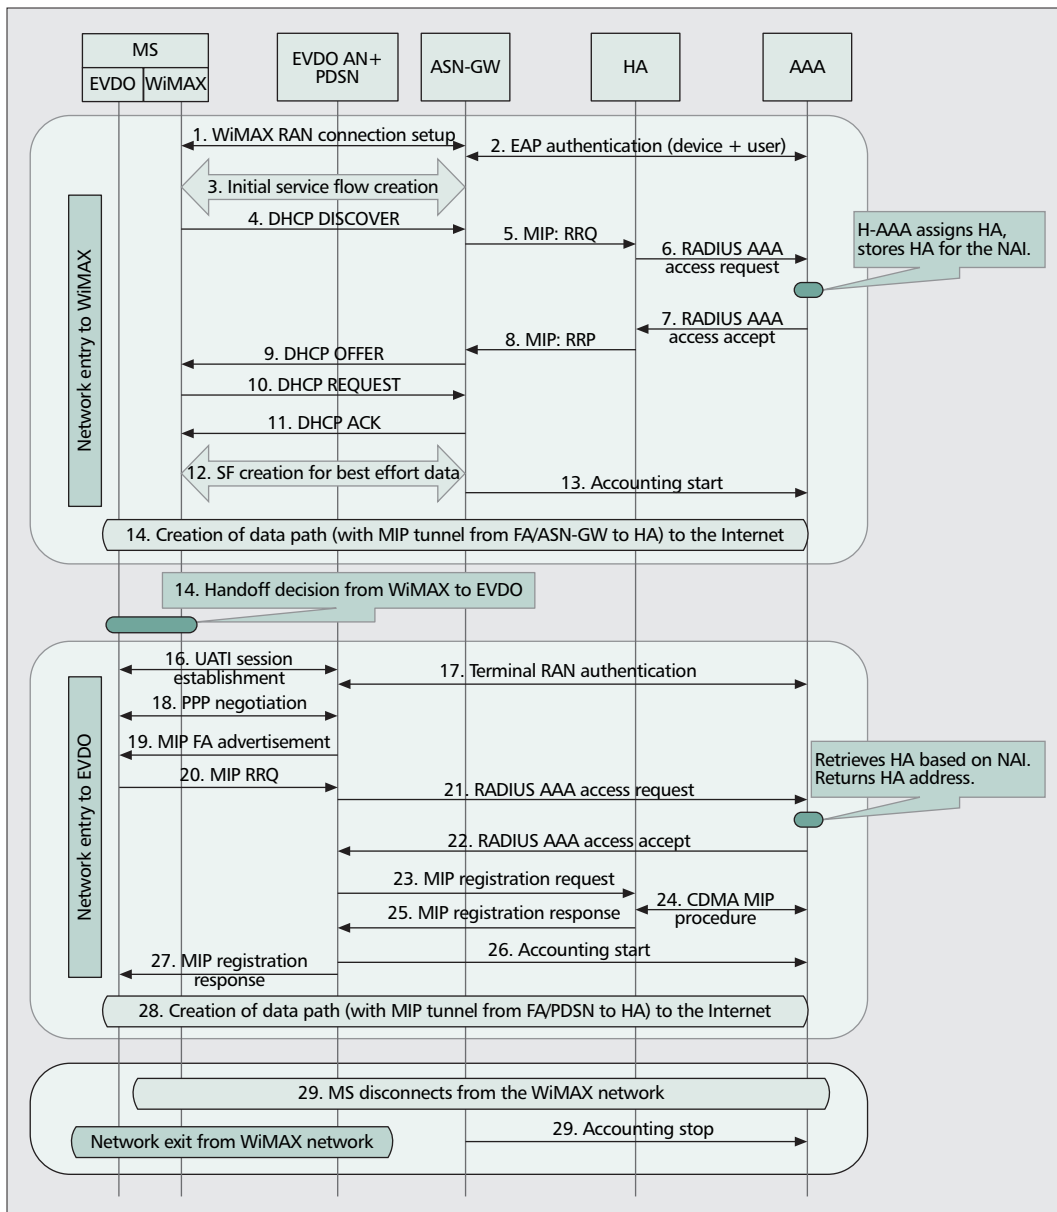 MS
EVDO
WiMAX
EVDO AN+
PDSN
ASN-GW
HA
AAA
1. WiMAX RAN connection setup
2. EAP authentication (device + user)
3. Initial service flow creation
4. DHCP DISCOVER
5. MIP: RRQ
6. RADIUS AAA
access request
H-AAA assigns HA,
stores HA for the NAI.
7. RADIUS AAA
access accept
8. MIP: RRP
9. DHCP OFFER
10. DHCP REQUEST
11. DHCP ACK
12. SF creation for best effort data
13. Accounting start
Network entry to WiMAX
14. Creation of data path (with MIP tunnel from FA/ASN-GW to HA) to the Internet
14. Handoff decision from WiMAX to EVDO
16. UATI session
establishment
17. Terminal RAN authentication
18. PPP negotiation
19. MIP FA advertisement
20. MIP RRQ
21. RADIUS AAA access request
Retrieves HA based on NAI.
Returns HA address.
22. RADIUS AAA access accept
23. MIP registration request
24. CDMA MIP
procedure
25. MIP registration response
26. Accounting start
27. MIP registration
response
Network entry to EVDO
28. Creation of data path (with MIP tunnel from FA/PDSN to HA) to the Internet
29. MS disconnects from the WiMAX network
Network exit from WiMAX network
29. Accounting stop